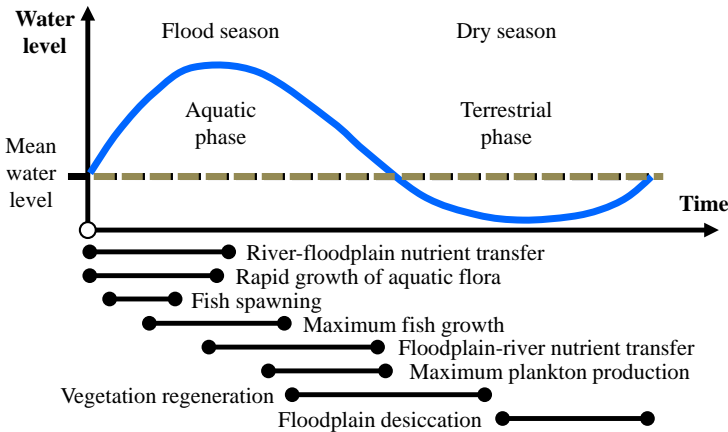 Water
level
Flood season
Dry season
Aquatic
phase
Terrestrial
phase
Mean
water
level
Time
River-floodplain nutrient transfer
Rapid growth of aquatic flora
Fish spawning
Maximum fish growth
Floodplain-river nutrient transfer
Maximum plankton production
Vegetation regeneration
Floodplain desiccation